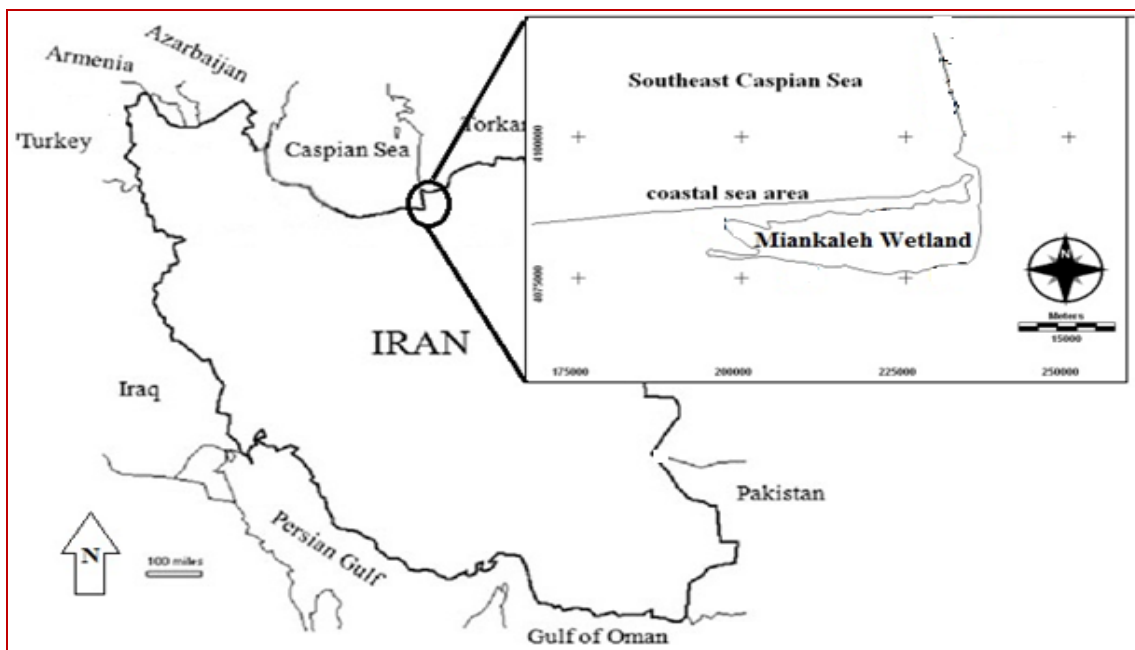 Armenia
Azarbaijan
'Turkey
Caspian Sea
Torkar
IRAN
Iraq
Persian Gulf
Pakistan
Gulf of Oman
N
100 miles
Southeast Caspian Sea
4100000
coastal sea area
Miankaleh Wetland
4075000
N
Meters
15000
175000 200000 225000 250000